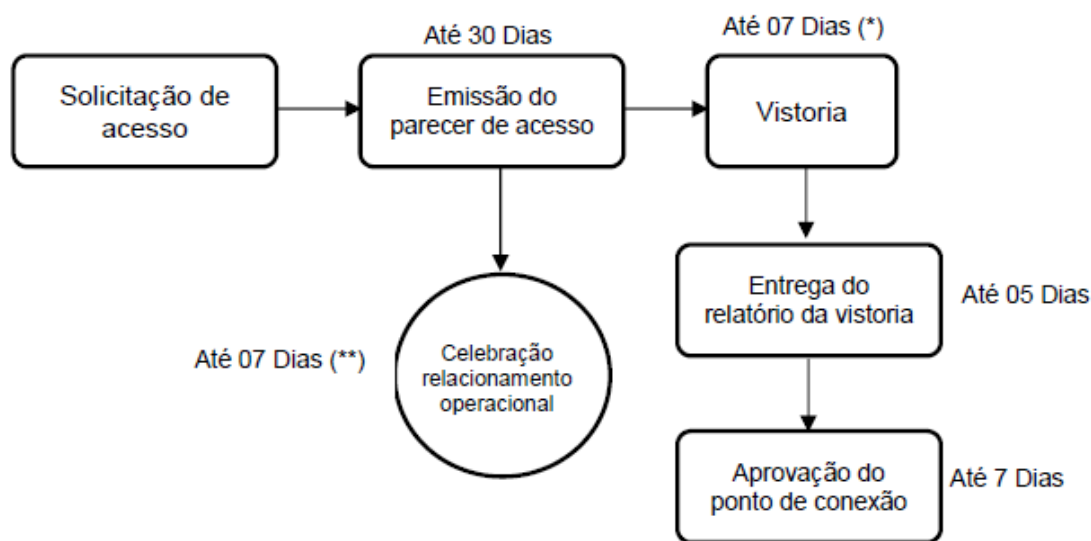 Até 30 Dias
Até 07 Dias (*)
Solicitação de
acesso
Emissão do
parecer de acesso
Vistoria
Entrega do
relatório da vistoria
Até 05 Dias
Até 07 Dias (**)
Celebração
relacionamento
operacional
Aprovação do
ponto de conexão
Até 7 Dias